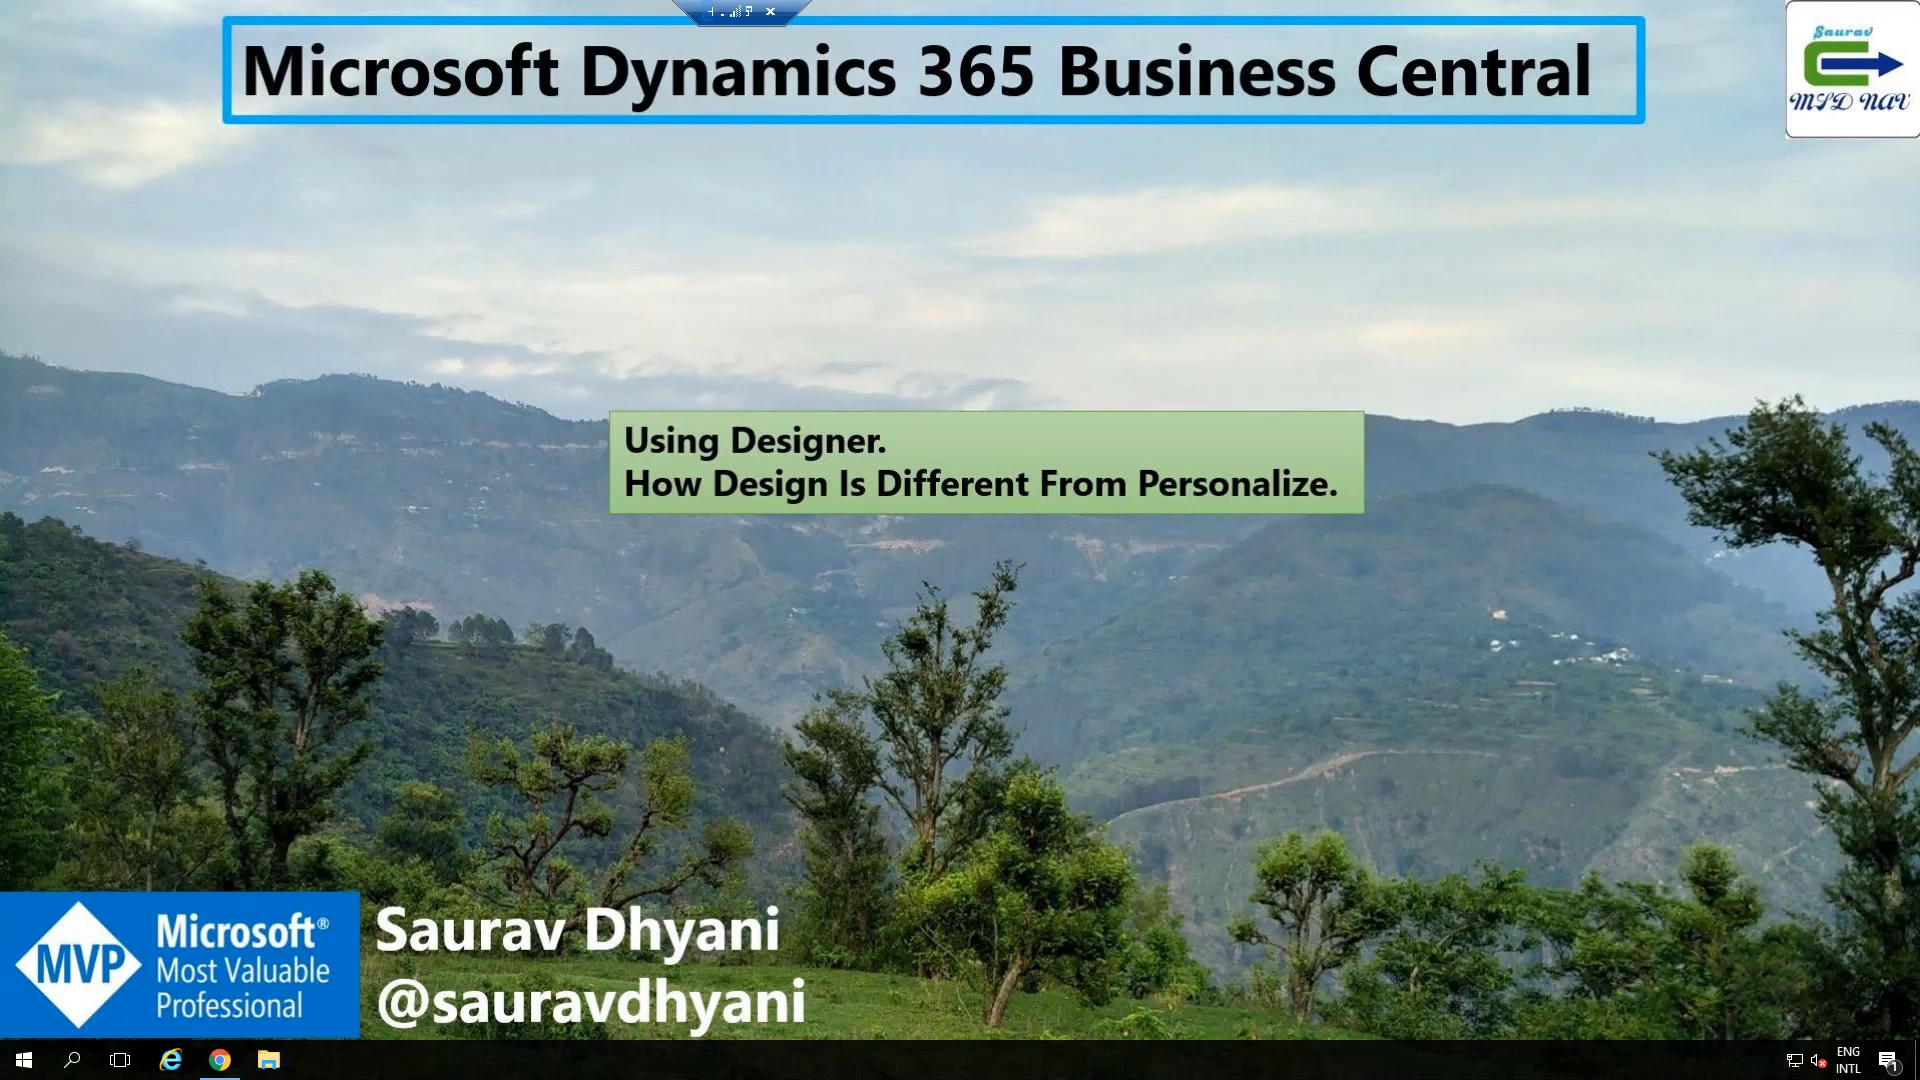 Microsoft Dynamics 365 Business Central
Saurav
MSD NAV
Using Designer.
How Design Is Different From Personalize.
MVP
Microsoft®
Most Valuable
Professional
Saurav Dhyani
@sauravdhyani
ENG
INTL
1